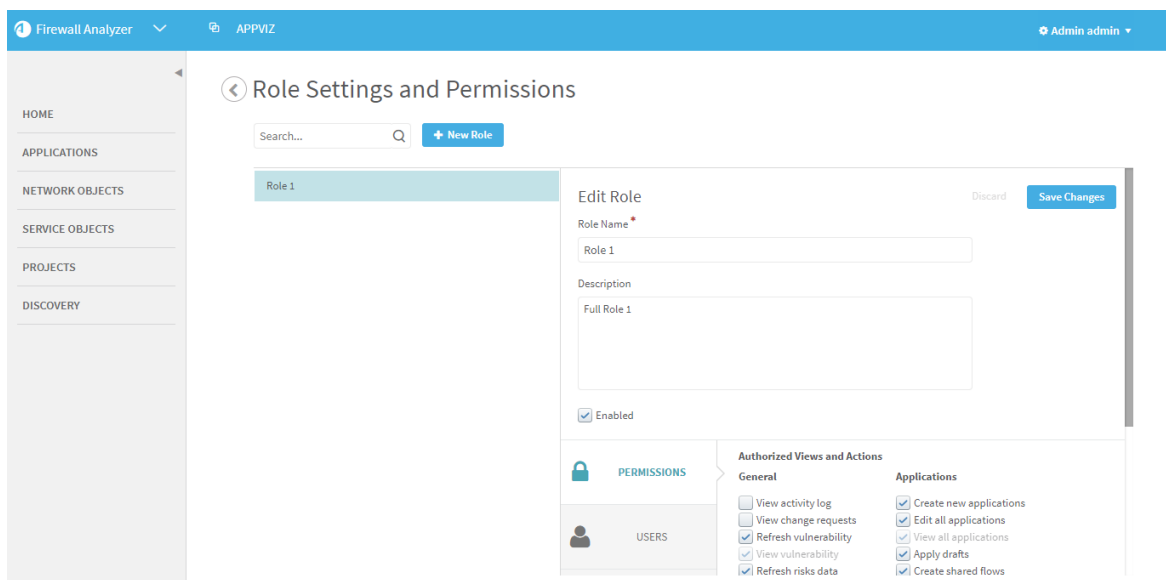 Firewall Analyzer
APPVIZ
Admin admin
HOME
APPLICATIONS
NETWORK OBJECTS
SERVICE OBJECTS
PROJECTS
DISCOVERY
Role Settings and Permissions
Search...
+ New Role
Role 1
Edit Role
Discard
Save Changes
Role Name *
Role 1
Description
Full Role 1
Enabled
PERMISSIONS
USERS
Authorized Views and Actions
General
View activity log
View change requests
Refresh vulnerability
View vulnerability
Refresh risks data
Applications
Create new applications
Edit all applications
View all applications
Apply drafts
Create shared flows